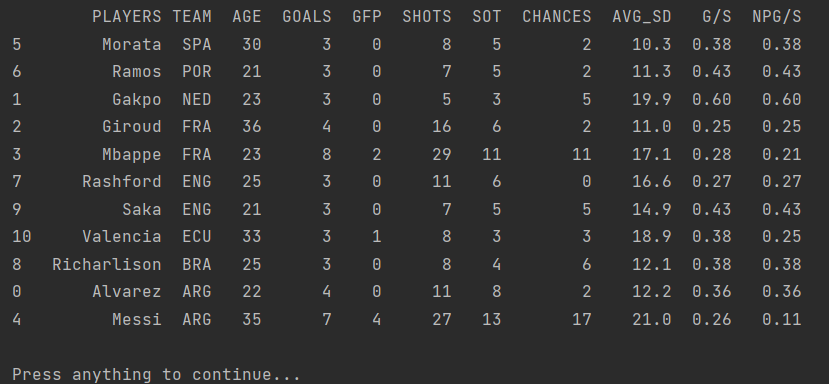 PLAYERS TEAM AGE GOALS GFP SHOTS SOT CHANCES AVG_SD G/S NPG/S
5 Morata SPA 30 3 0 8 5 2 10.3 0.38 0.38
6 Ramos POR 21 3 0 7 5 2 11.3 0.43 0.43
1 Gakpo NED 23 3 0 5 3 5 19.9 0.60 0.60
2 Giroud FRA 36 4 0 16 6 2 11.0 0.25 0.25
3 Mbappe FRA 23 8 2 29 11 11 17.1 0.28 0.21
7 Rashford ENG 25 3 0 11 6 0 16.6 0.27 0.27
9 Saka ENG 21 3 0 7 5 5 14.9 0.43 0.43
10 Valencia ECU 33 3 1 8 3 3 18.9 0.38 0.25
8 Richarlison BRA 25 3 0 8 4 6 12.1 0.38 0.38
0 Alvarez ARG 22 4 0 11 8 2 12.2 0.36 0.36
4 Messi ARG 35 7 4 27 13 17 21.0 0.26 0.11
Press anything to continue...